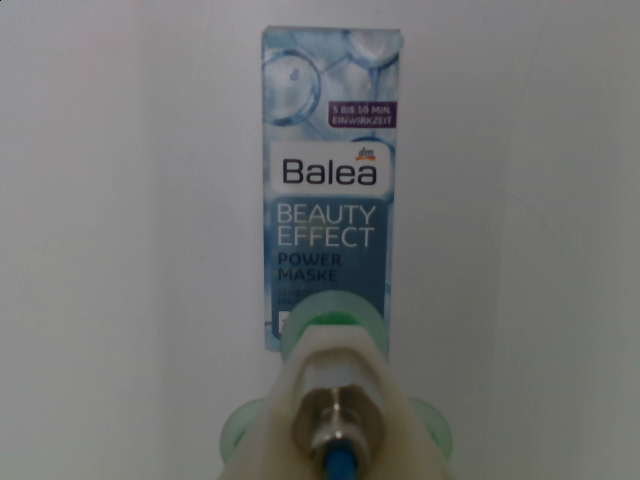 5 BIS 10 MIN.
EINWIRKZEIT
dm
Balea
BEAUTY
EFFECT
POWER
MASKE